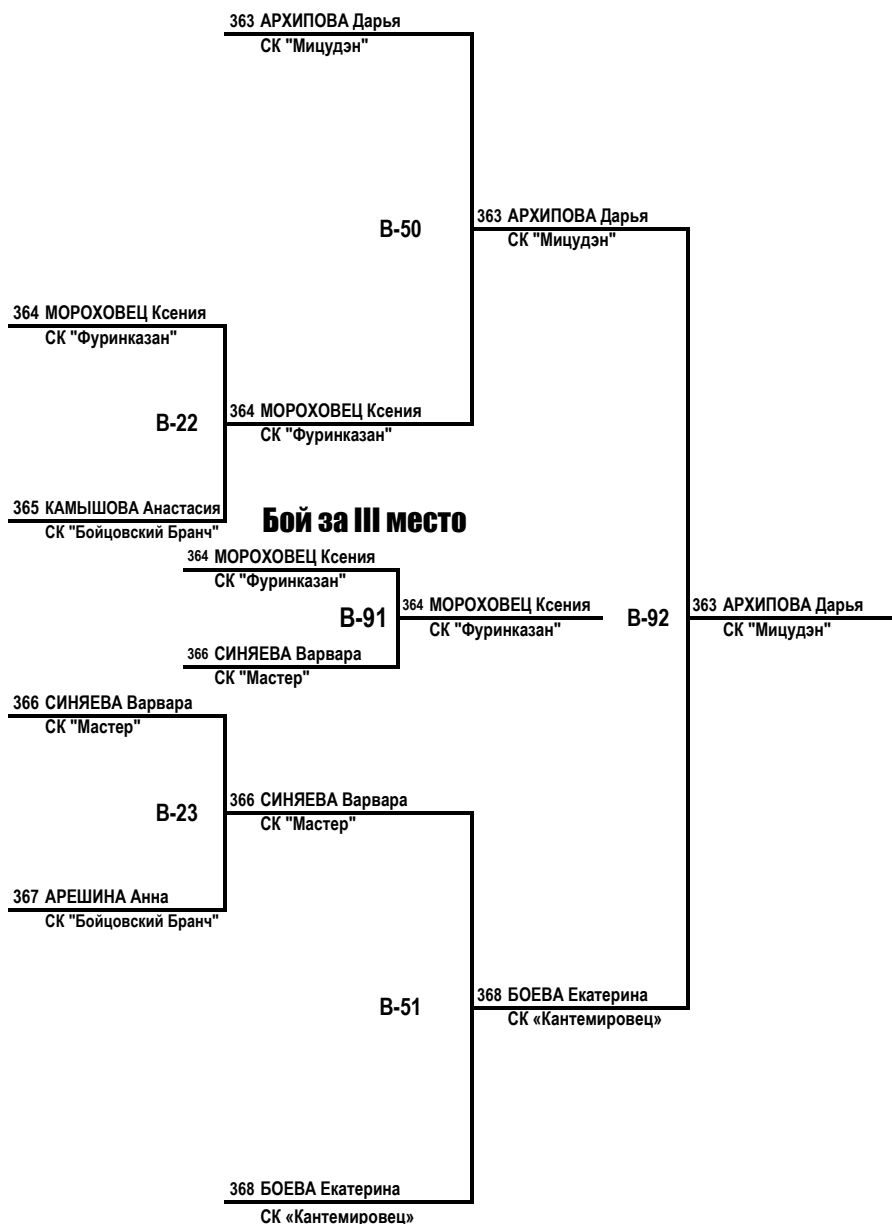 363 АРХИПОВА Дарья
СК "Мицудэн"
B-50
363 АРХИПОВА Дарья
СК "Мицудэн"
364 МОРОХОВЕЦ Ксения
СК "Фуринказан"
B-22
364 МОРОХОВЕЦ Ксения
СК "Фуринказан"
365 КАМЫШОВА Анастасия
СК "Бойцовский Бранч"
Бой за III место
364 МОРОХОВЕЦ Ксения
СК "Фуринказан"
B-91
364 МОРОХОВЕЦ Ксения
СК "Фуринказан"
B-92
363 АРХИПОВА Дарья
СК "Мицудэн"
366 СИНЯЕВА Варвара
СК "Мастер"
366 СИНЯЕВА Варвара
СК "Мастер"
B-23
366 СИНЯЕВА Варвара
СК "Мастер"
367 АРЕШИНА Анна
СК "Бойцовский Бранч"
B-51
368 БОЕВА Екатерина
СК «Кантемировец»
368 БОЕВА Екатерина
СК «Кантемировец»